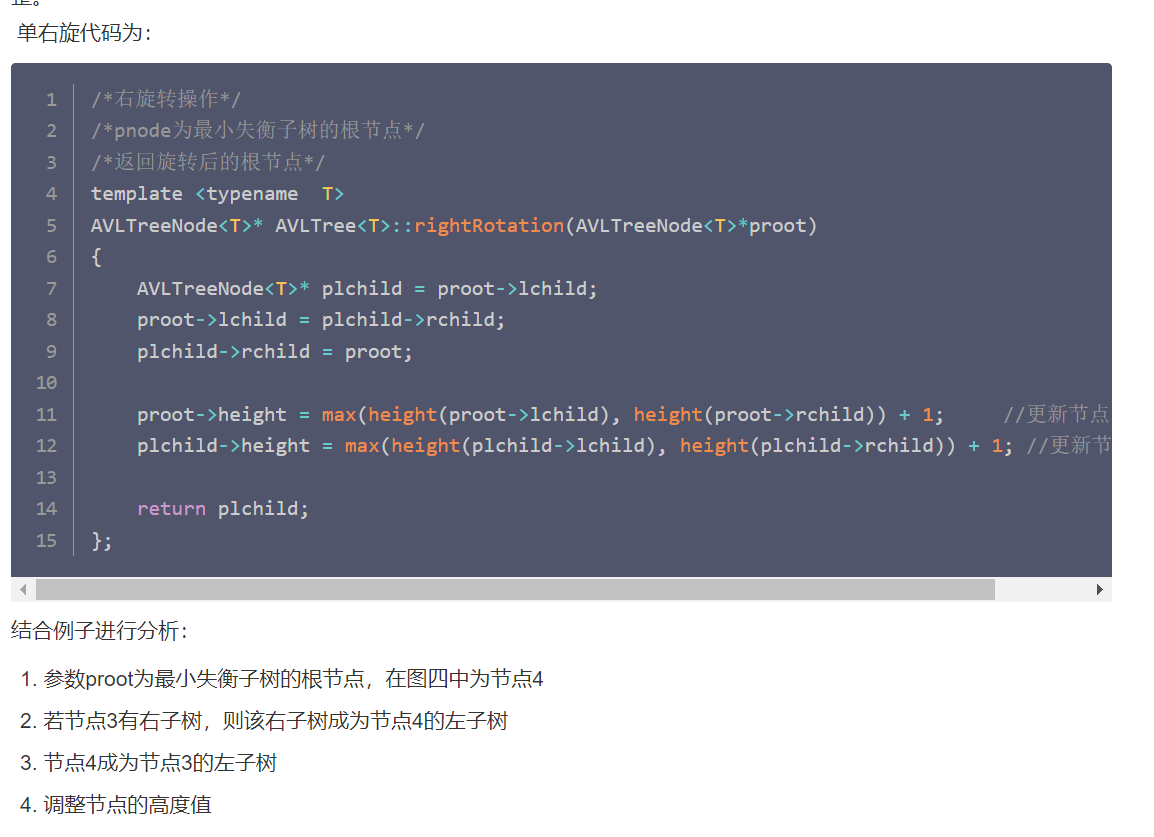 单右旋代码为：
1 /*右旋转操作*/
2 /*pnode为最小失衡子树的根节点*/
3 /*返回旋转后的根节点*/
4 template <typename  T>
5 AVLTreeNode<T>* AVLTree<T>::rightRotation(AVLTreeNode<T>*proot)
6 {
7     AVLTreeNode<T>* plchild = proot->lchild;
8     proot->lchild = plchild->rchild;
9     plchild->rchild = proot;
10
11     proot->height = max(height(proot->lchild), height(proot->rchild)) + 1;     //更新节点
12     plchild->height = max(height(plchild->lchild), height(plchild->rchild)) + 1; //更新节
13
14     return plchild;
15 };
结合例子进行分析：
1. 参数proot为最小失衡子树的根节点，在图四中为节点4
2. 若节点3有右子树，则该右子树成为节点4的左子树
3. 节点4成为节点3的左子树
4. 调整节点的高度值